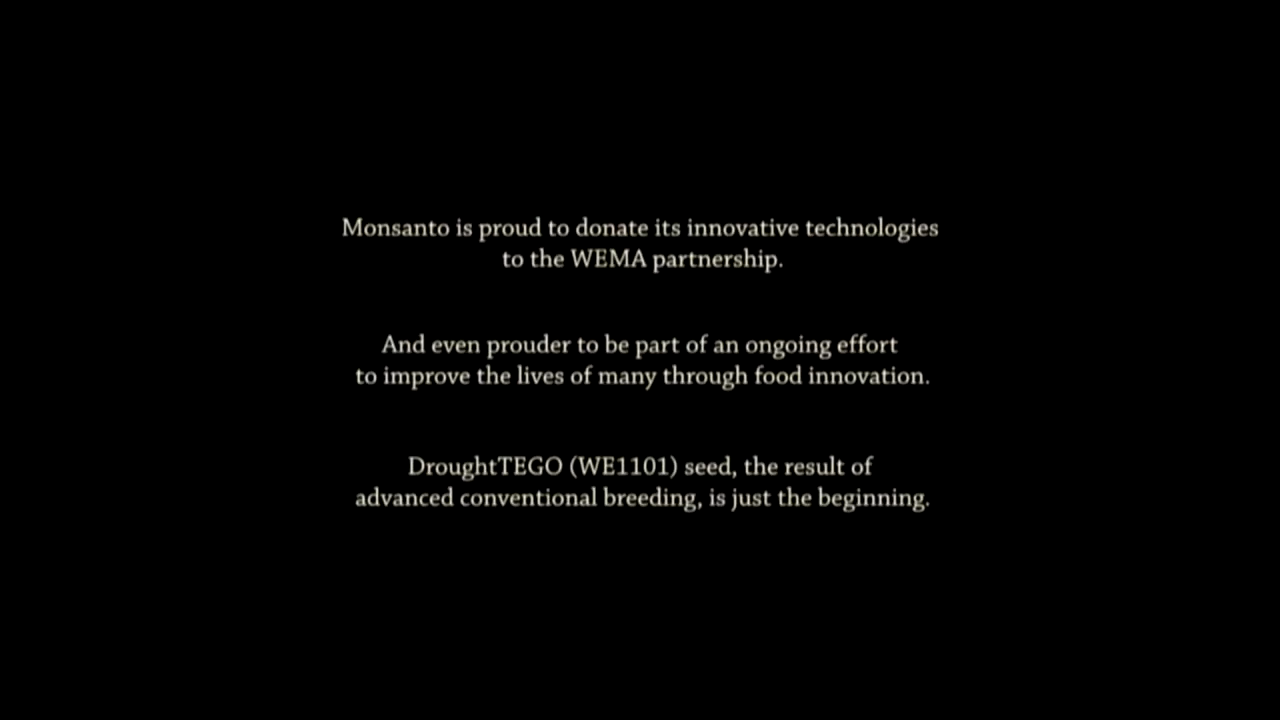 Monsanto is proud to donate its innovative technologies
to the WEMA partnership.
And even prouder to be part of an ongoing effort
to improve the lives of many through food innovation.
DroughtTEGO (WE1101) seed, the result of
advanced conventional breeding, is just the beginning.